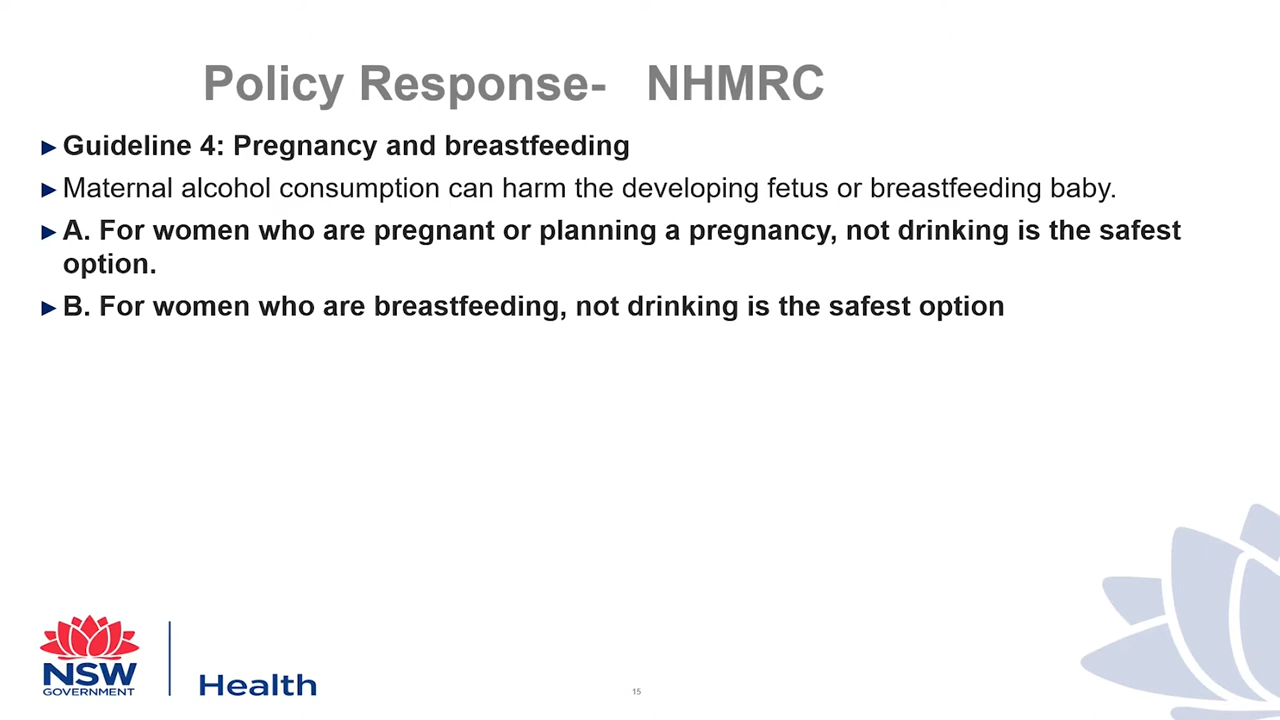 Policy Response- NHMRC
► Guideline 4: Pregnancy and breastfeeding
► Maternal alcohol consumption can harm the developing fetus or breastfeeding baby.
► A. For women who are pregnant or planning a pregnancy, not drinking is the safest
option.
► B. For women who are breastfeeding, not drinking is the safest option
NSW
GOVERNMENT
Health
15